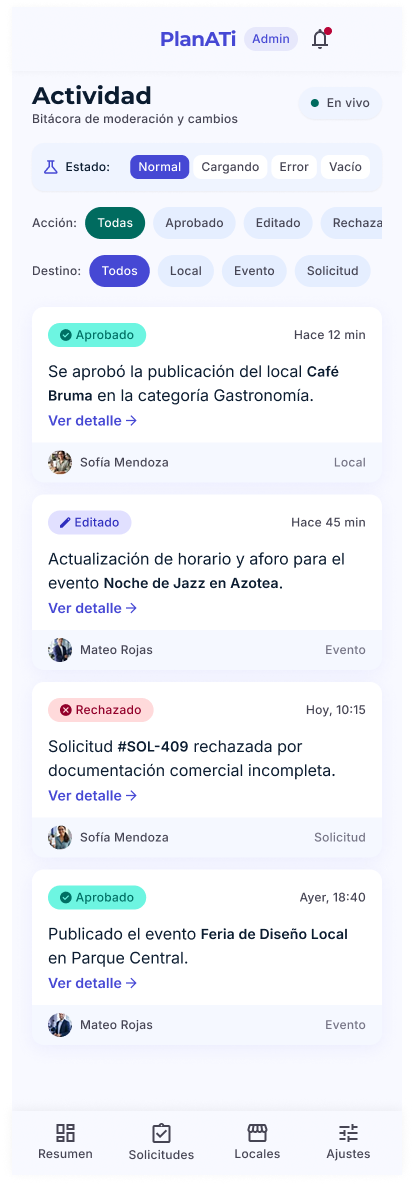 PlanATi Admin
Actividad
Bitácora de moderación y cambios
En vivo
Estado: Normal Cargando Error Vacío
Acción: Todas Aprobado Editado Rechaza
Destino: Todos Local Evento Solicitud
Aprobado Hace 12 min
Se aprobó la publicación del local Café
Bruma en la categoría Gastronomía.
Ver detalle →
Sofía Mendoza Local
Editado Hace 45 min
Actualización de horario y aforo para el
evento Noche de Jazz en Azotea.
Ver detalle →
Mateo Rojas Evento
Rechazado Hoy, 10:15
Solicitud #SOL-409 rechazada por
documentación comercial incompleta.
Ver detalle →
Sofía Mendoza Solicitud
Aprobado Ayer, 18:40
Publicado el evento Feria de Diseño Local
en Parque Central.
Ver detalle →
Mateo Rojas Evento
Resumen Solicitudes Locales Ajustes